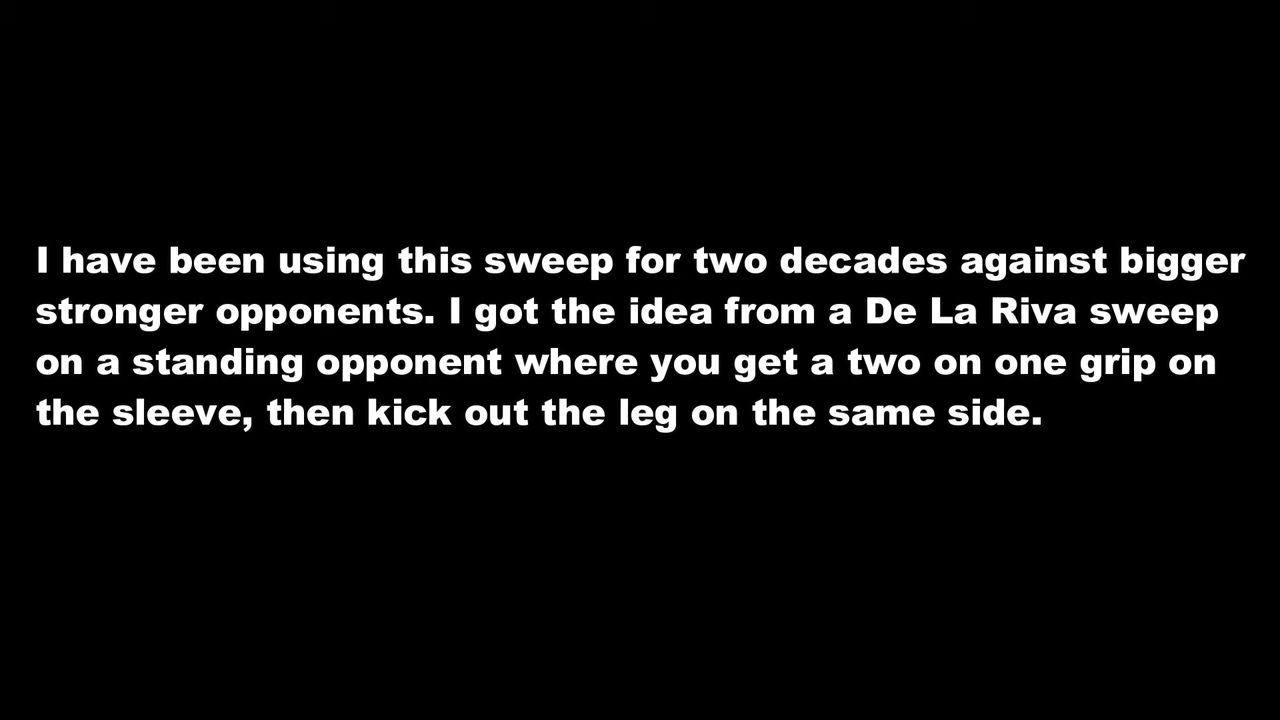 I have been using this sweep for two decades against bigger
stronger opponents. I got the idea from a De La Riva sweep
on a standing opponent where you get a two on one grip on
the sleeve, then kick out the leg on the same side.